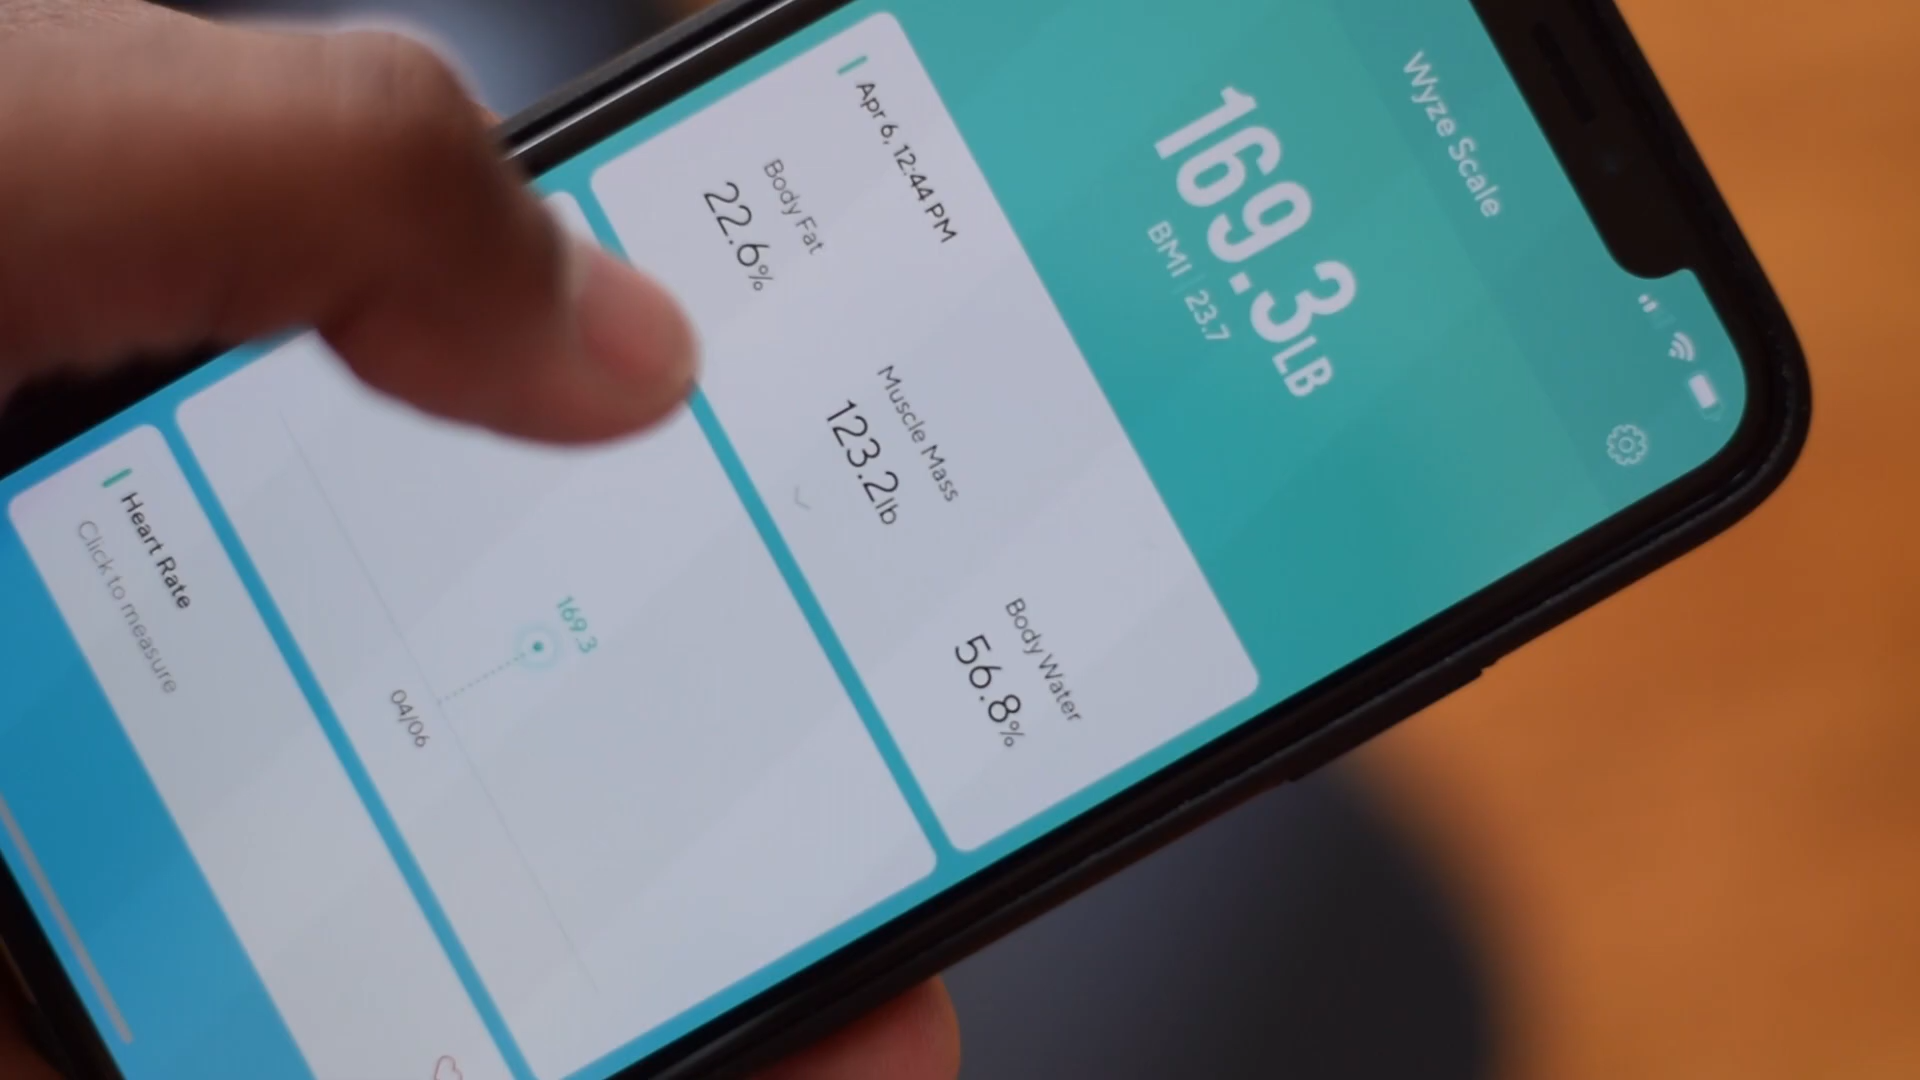 Wyze Scale
169.3LB
BMI | 23.7
Apr 6, 12:44 PM
Body Fat
22.6%
Muscle Mass
123.2lb
Body Water
56.8%
169.3
04/06
Heart Rate
Click to measure